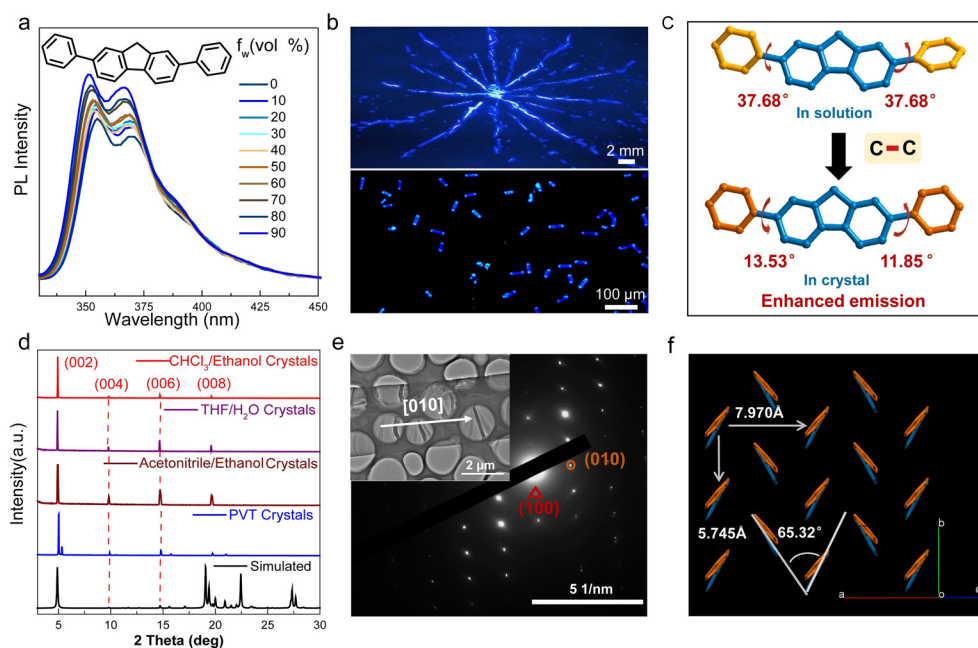 a
f_w(vol %)
0
10
20
30
40
50
60
70
80
90
PL Intensity
350 375 400 425 450
Wavelength (nm)
b
2 mm
100 µm
c
37.68° 37.68°
In solution
C-C
13.53° 11.85°
In crystal
Enhanced emission
d
(002)
CHCl₃/Ethanol Crystals
(004) (006) (008)
THF/H₂O Crystals
Acetonitrile/Ethanol Crystals
PVT Crystals
Simulated
Intensity(a.u.)
5 10 15 20 25 30
2 Theta (deg)
e
[010]
2 µm
(010)
(100)
5 1/nm
f
7.970Å
5.745Å
65.32°
b
a
o